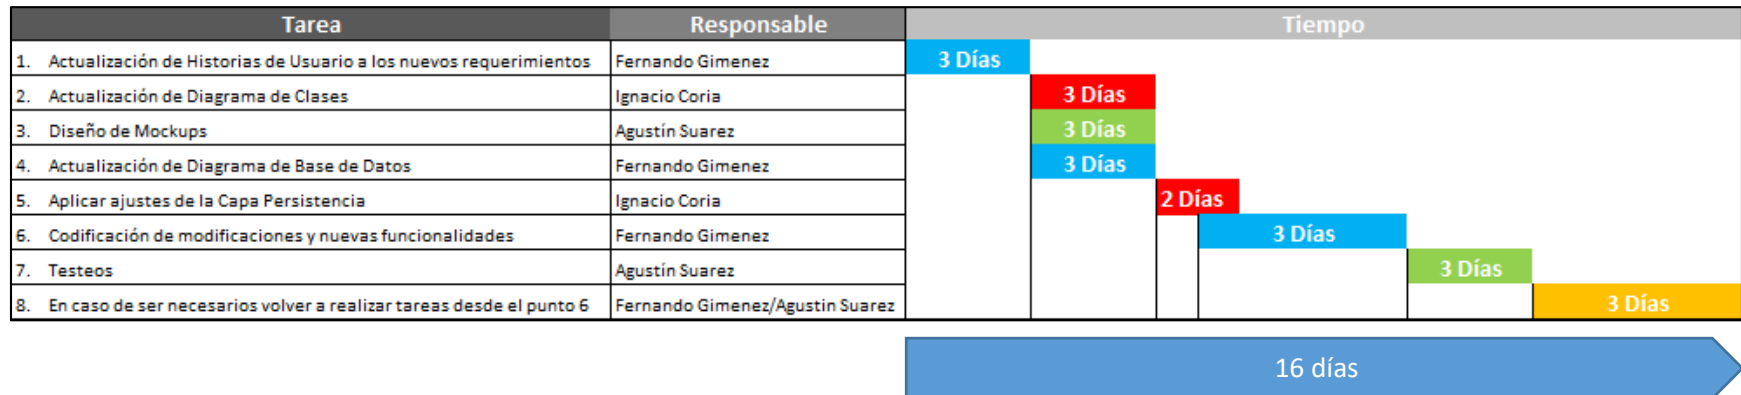 Tarea Responsable Tiempo
1. Actualización de Historias de Usuario a los nuevos requerimientos Fernando Gimenez 3 Días
2. Actualización de Diagrama de Clases Ignacio Coria 3 Días
3. Diseño de Mockups Agustín Suarez 3 Días
4. Actualización de Diagrama de Base de Datos Fernando Gimenez 3 Días
5. Aplicar ajustes de la Capa Persistencia Ignacio Coria 2 Días
6. Codificación de modificaciones y nuevas funcionalidades Fernando Gimenez 3 Días
7. Testeos Agustín Suarez 3 Días
8. En caso de ser necesarios volver a realizar tareas desde el punto 6 Fernando Gimenez/Agustin Suarez 3 Días
16 días